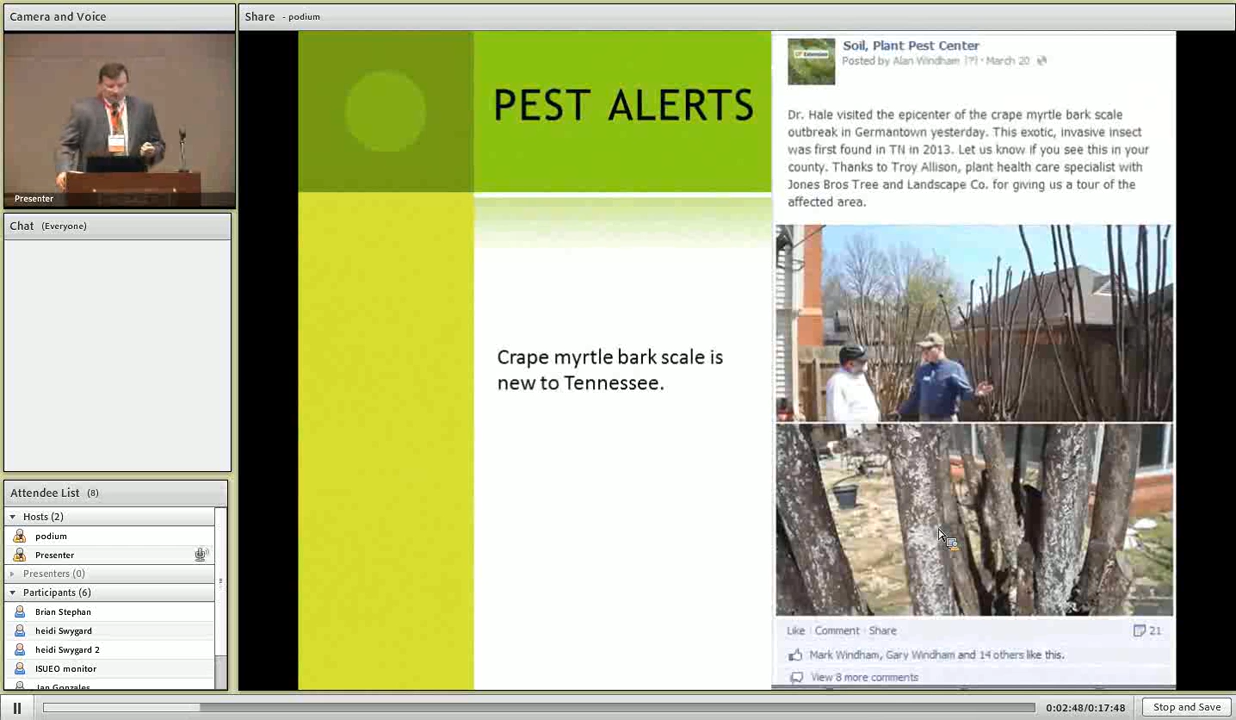 Camera and Voice
Presenter
Share - podium
PEST ALERTS
Crape myrtle bark scale is
new to Tennessee.
Soil, Plant Pest Center
Posted by Alan Windham [?] · March 20
Dr. Hale visited the epicenter of the crape myrtle bark scale
outbreak in Germantown yesterday. This exotic, invasive insect
was first found in TN in 2013. Let us know if you see this in your
county. Thanks to Troy Allison, plant health care specialist with
Jones Bros Tree and Landscape Co. for giving us a tour of the
affected area.
Like · Comment · Share
21
Mark Windham, Gary Windham and 14 others like this.
View 8 more comments
Chat (Everyone)
Attendee List (8)
Hosts (2)
podium
Presenter
Presenters (0)
Participants (6)
Brian Stephan
heidi Swygard
heidi Swygard 2
ISUEO monitor
Jan Gonzales
0:02:48/0:17:48
Stop and Save